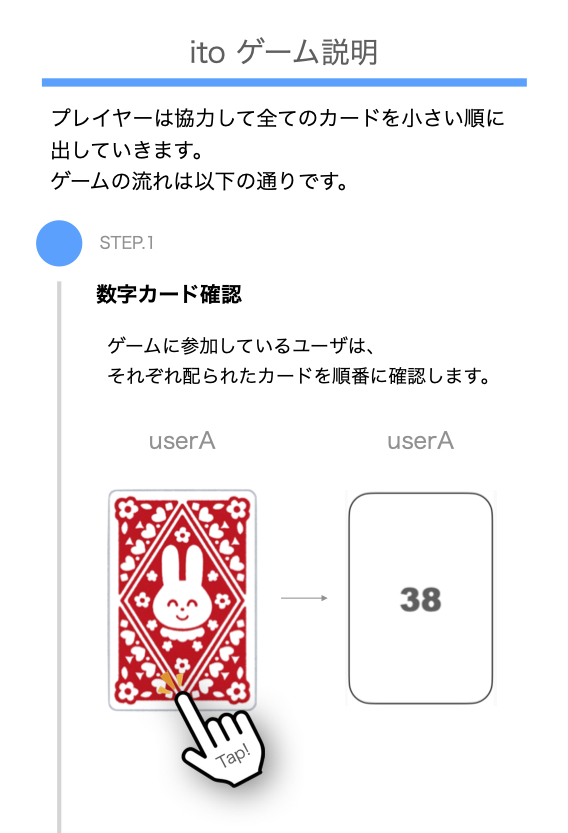 ito ゲーム説明
プレイヤーは協力して全てのカードを小さい順に
出していきます。
ゲームの流れは以下の通りです。
STEP.1
数字カード確認
ゲームに参加しているユーザは、
それぞれ配られたカードを順番に確認します。
userA
userA
38
Tap!